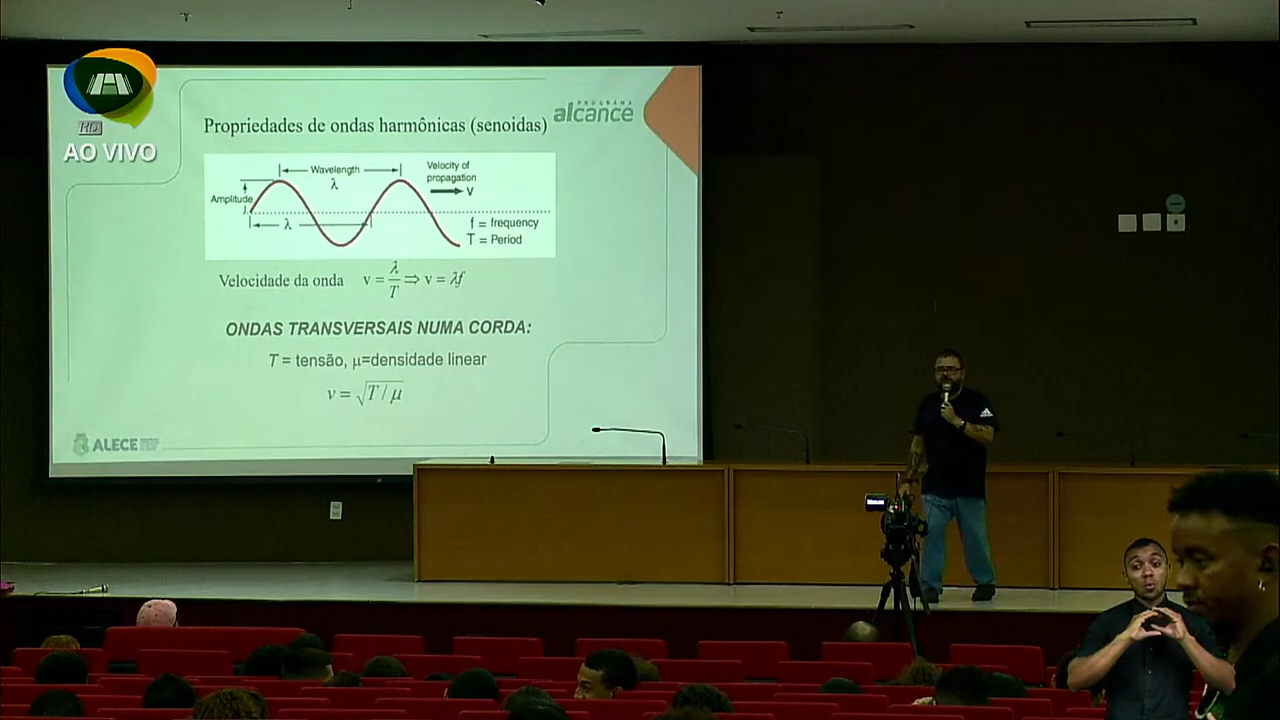 HD
AO VIVO
PROGRAMA
alcance
Propriedades de ondas harmônicas (senoidas)
Wavelength
λ
Velocity of
propagation
V
Amplitude
λ
f = frequency
T = Period
Velocidade da onda v = λ/T ⇒ v = λf
ONDAS TRANSVERSAIS NUMA CORDA:
T = tensão, μ=densidade linear
v = √T / μ
ALECE